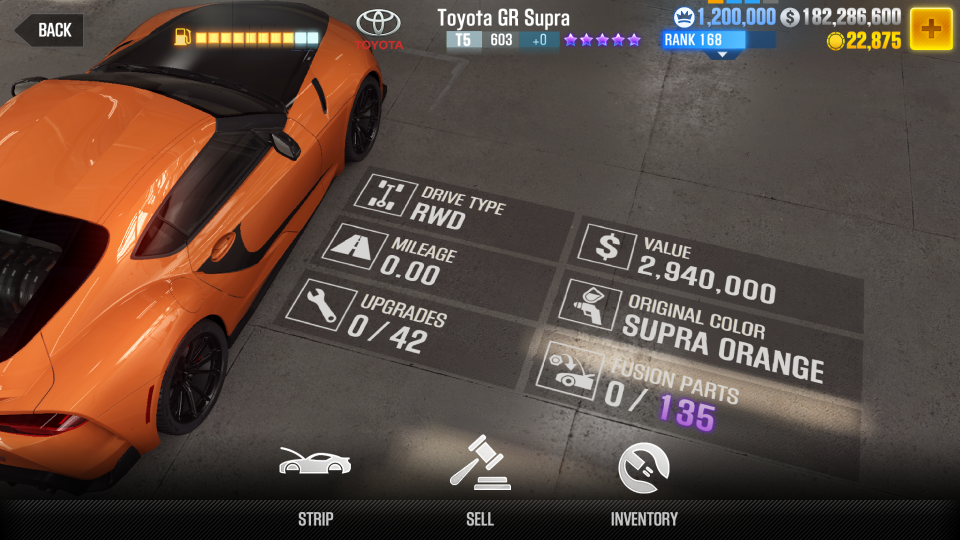 BACK
TOYOTA
Toyota GR Supra
T5 603 +0
1,200,000
182,286,600
RANK 168
22,875
DRIVE TYPE
RWD
MILEAGE
0.00
UPGRADES
0/42
VALUE
2,940,000
ORIGINAL COLOR
SUPRA ORANGE
FUSION PARTS
0/135
STRIP
SELL
INVENTORY